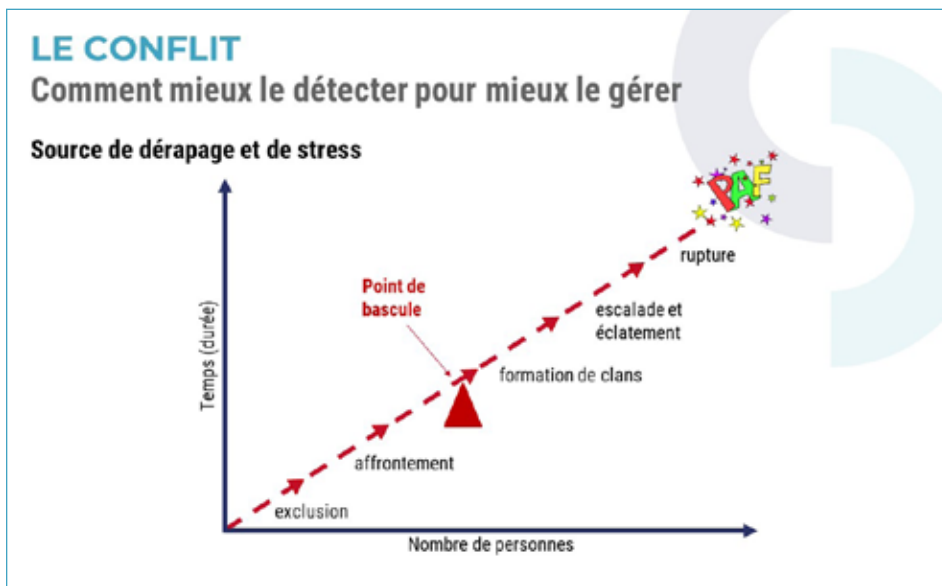 LE CONFLIT
Comment mieux le détecter pour mieux le gérer
Source de dérapage et de stress
PAF
rupture
Point de
bascule
escalade et
éclatement
formation de clans
Temps (durée)
affrontement
exclusion
Nombre de personnes